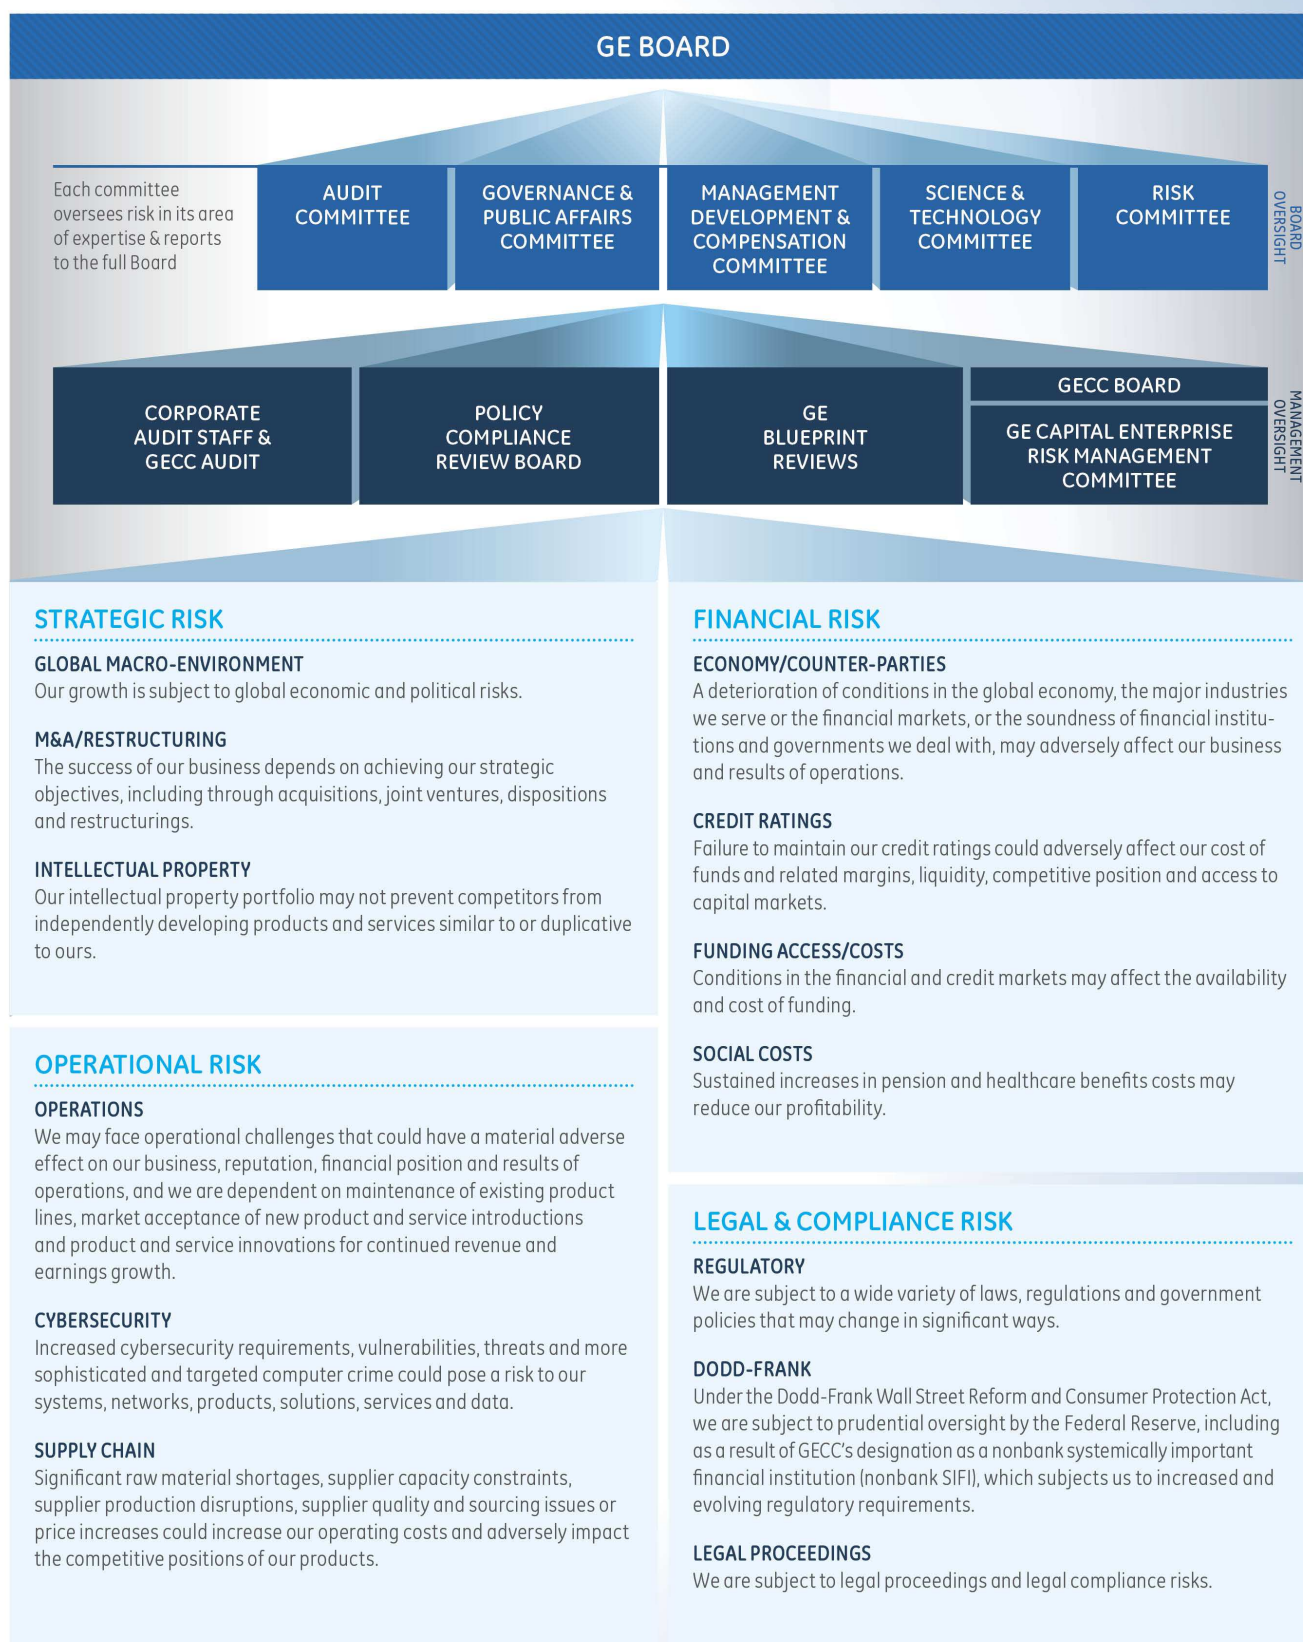 GE BOARD
Each committee
oversees risk in its area
of expertise & reports
to the full Board
AUDIT
COMMITTEE
GOVERNANCE &
PUBLIC AFFAIRS
COMMITTEE
MANAGEMENT
DEVELOPMENT &
COMPENSATION
COMMITTEE
SCIENCE &
TECHNOLOGY
COMMITTEE
RISK
COMMITTEE
BOARD
OVERSIGHT
CORPORATE
AUDIT STAFF &
GECC AUDIT
POLICY
COMPLIANCE
REVIEW BOARD
GE
BLUEPRINT
REVIEWS
GECC BOARD
GE CAPITAL ENTERPRISE
RISK MANAGEMENT
COMMITTEE
MANAGEMENT
OVERSIGHT
STRATEGIC RISK
GLOBAL MACRO-ENVIRONMENT
Our growth is subject to global economic and political risks.
M&A/RESTRUCTURING
The success of our business depends on achieving our strategic
objectives, including through acquisitions, joint ventures, dispositions
and restructurings.
INTELLECTUAL PROPERTY
Our intellectual property portfolio may not prevent competitors from
independently developing products and services similar to or duplicative
to ours.
OPERATIONAL RISK
OPERATIONS
We may face operational challenges that could have a material adverse
effect on our business, reputation, financial position and results of
operations, and we are dependent on maintenance of existing product
lines, market acceptance of new product and service introductions
and product and service innovations for continued revenue and
earnings growth.
CYBERSECURITY
Increased cybersecurity requirements, vulnerabilities, threats and more
sophisticated and targeted computer crime could pose a risk to our
systems, networks, products, solutions, services and data.
SUPPLY CHAIN
Significant raw material shortages, supplier capacity constraints,
supplier production disruptions, supplier quality and sourcing issues or
price increases could increase our operating costs and adversely impact
the competitive positions of our products.
FINANCIAL RISK
ECONOMY/COUNTER-PARTIES
A deterioration of conditions in the global economy, the major industries
we serve or the financial markets, or the soundness of financial institu-
tions and governments we deal with, may adversely affect our business
and results of operations.
CREDIT RATINGS
Failure to maintain our credit ratings could adversely affect our cost of
funds and related margins, liquidity, competitive position and access to
capital markets.
FUNDING ACCESS/COSTS
Conditions in the financial and credit markets may affect the availability
and cost of funding.
SOCIAL COSTS
Sustained increases in pension and healthcare benefits costs may
reduce our profitability.
LEGAL & COMPLIANCE RISK
REGULATORY
We are subject to a wide variety of laws, regulations and government
policies that may change in significant ways.
DODD-FRANK
Under the Dodd-Frank Wall Street Reform and Consumer Protection Act,
we are subject to prudential oversight by the Federal Reserve, including
as a result of GECC's designation as a nonbank systemically important
financial institution (nonbank SIFI), which subjects us to increased and
evolving regulatory requirements.
LEGAL PROCEEDINGS
We are subject to legal proceedings and legal compliance risks.